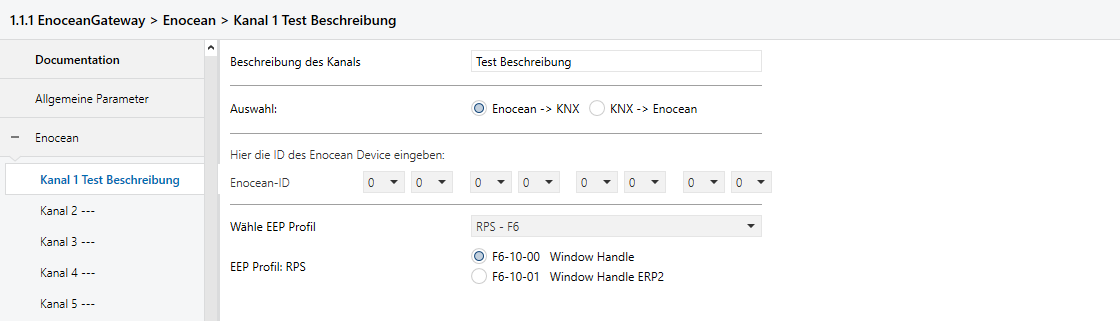 1.1.1 EnoceanGateway > Enocean > Kanal 1 Test Beschreibung
Documentation
Allgemeine Parameter
Enocean
Kanal 1 Test Beschreibung
Kanal 2 ---
Kanal 3 ---
Kanal 4 ---
Kanal 5 ---
Beschreibung des Kanals Test Beschreibung
Auswahl: Enocean -> KNX KNX -> Enocean
Hier die ID des Enocean Device eingeben:
Enocean-ID 0 0 0 0 0 0 0 0
Wähle EEP Profil RPS - F6
EEP Profil: RPS
F6-10-00 Window Handle
F6-10-01 Window Handle ERP2